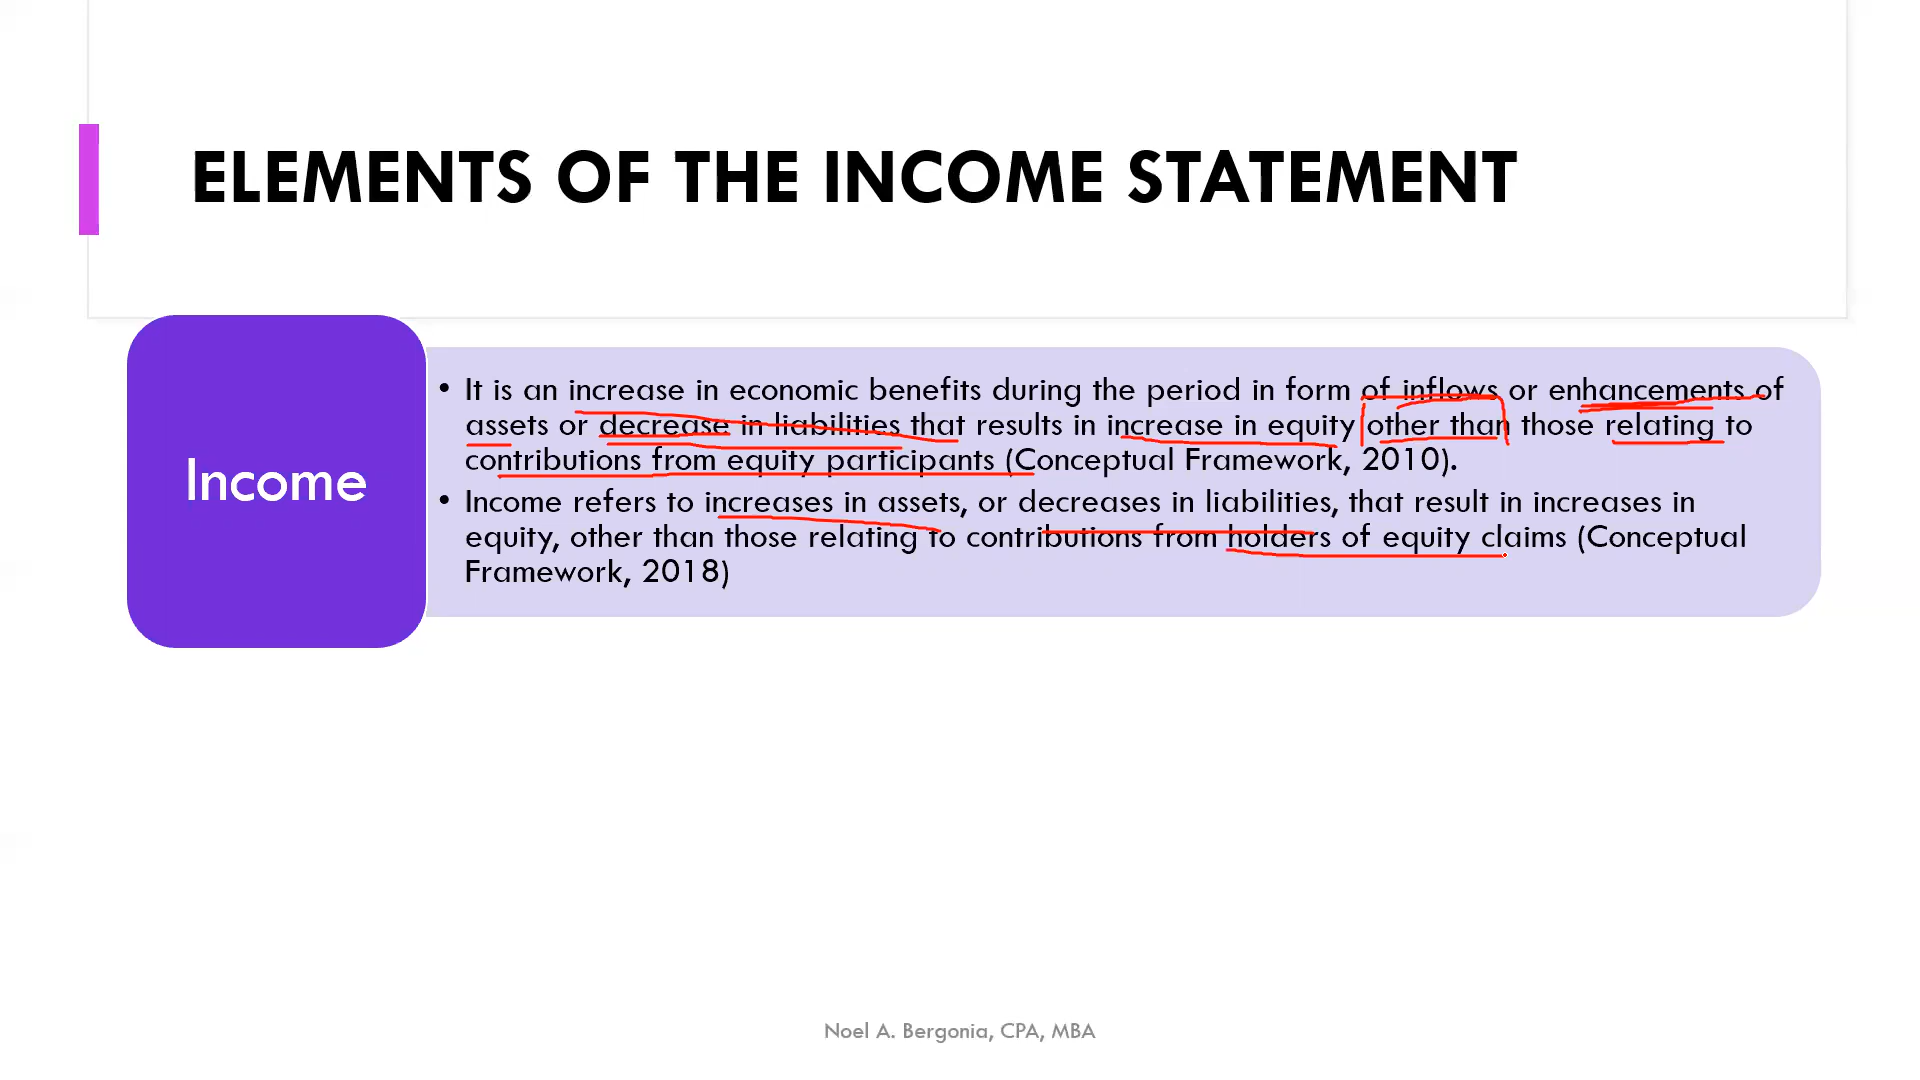 ELEMENTS OF THE INCOME STATEMENT
Income
• It is an increase in economic benefits during the period in form of inflows or enhancements of
assets or decrease in liabilities that results in increase in equity other than those relating to
contributions from equity participants (Conceptual Framework, 2010).
• Income refers to increases in assets, or decreases in liabilities, that result in increases in
equity, other than those relating to contributions from holders of equity claims (Conceptual
Framework, 2018)
Noel A. Bergonia, CPA, MBA